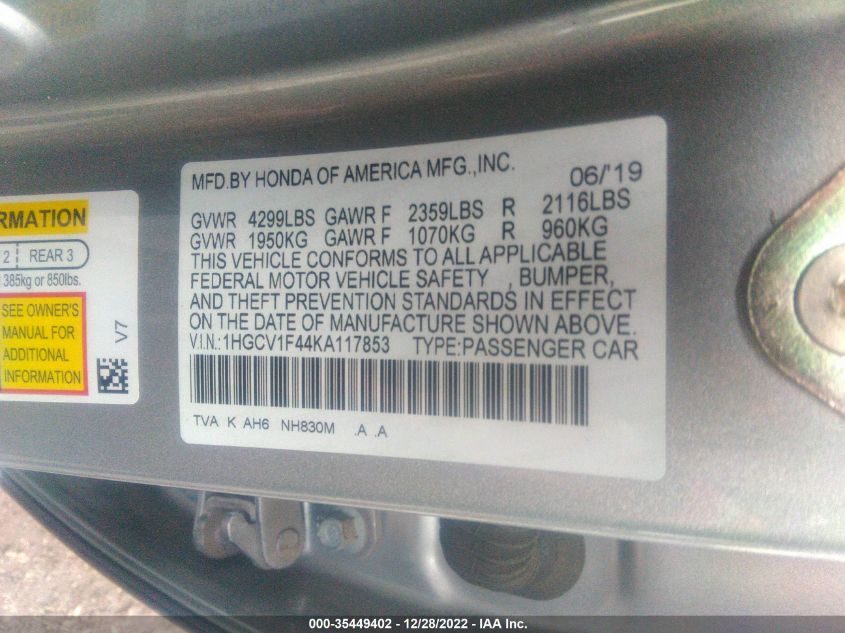 RMATION
2 REAR 3
385kg or 850lbs.
SEE OWNER'S
MANUAL FOR
ADDITIONAL
INFORMATION
V7
MFD.BY HONDA OF AMERICA MFG.,INC. 06/'19
GVWR 4299LBS GAWR F 2359LBS R 2116LBS
GVWR 1950KG GAWR F 1070KG R 960KG
THIS VEHICLE CONFORMS TO ALL APPLICABLE
FEDERAL MOTOR VEHICLE SAFETY , BUMPER,
AND THEFT PREVENTION STANDARDS IN EFFECT
ON THE DATE OF MANUFACTURE SHOWN ABOVE.
V.I.N.:1HGCV1F44KA117853 TYPE:PASSENGER CAR
TVA K AH6 NH830M .A .A
000-35449402 - 12/28/2022 - IAA Inc.